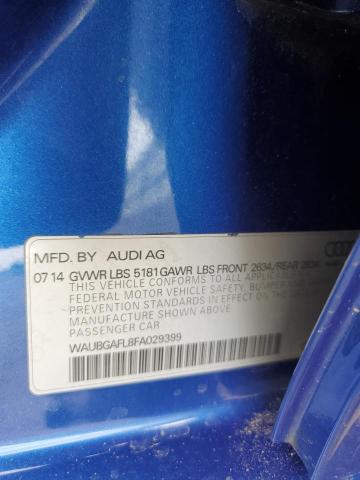 MFD. BY AUDI AG
07 14 GVWR LBS 5181 GAWR LBS FRONT 2634/REAR 2634
THIS VEHICLE CONFORMS TO ALL APPLICABLE
FEDERAL MOTOR VEHICLE SAFETY, BUMPER, AND
PREVENTION STANDARDS IN EFFECT ON THE
DATE OF MANUFACTURE SHOWN ABOVE
PASSENGER CAR
WAUBGAFL8FA029399